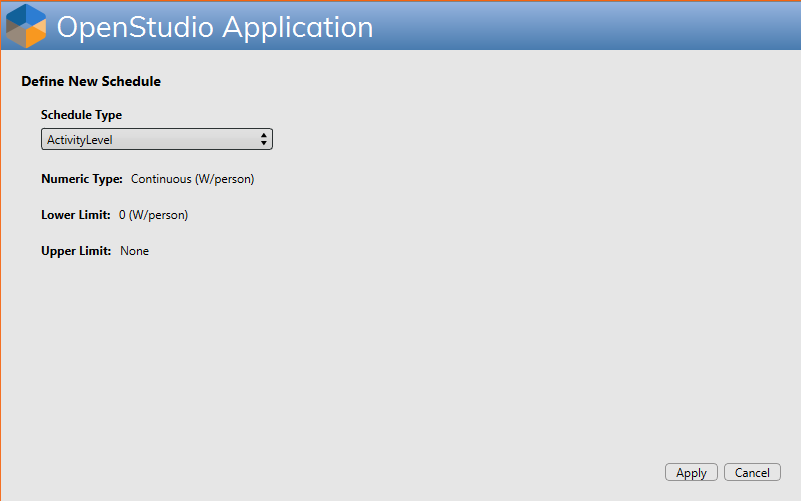 OpenStudio Application
Define New Schedule
Schedule Type
ActivityLevel
Numeric Type: Continuous (W/person)
Lower Limit: 0 (W/person)
Upper Limit: None
Apply Cancel